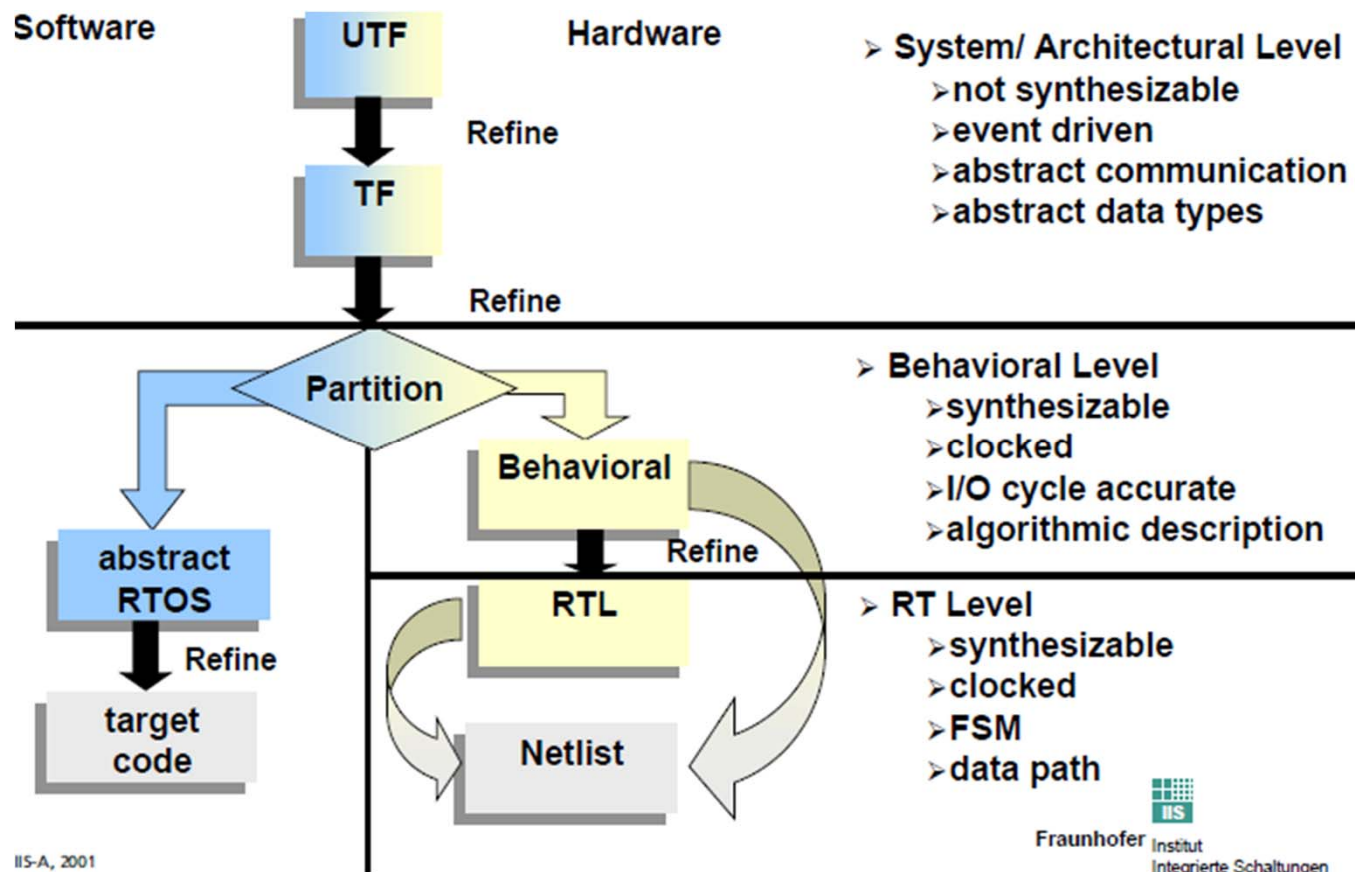 Software
UTF
Hardware
Refine
TF
Refine
➢ System/ Architectural Level
➢not synthesizable
➢event driven
➢abstract communication
➢abstract data types
Partition
Behavioral
Refine
abstract
RTOS
Refine
target
code
RTL
Netlist
➢ Behavioral Level
➢synthesizable
➢clocked
➢I/O cycle accurate
➢algorithmic description
➢ RT Level
➢synthesizable
➢clocked
➢FSM
➢data path
IIS
Fraunhofer Institut
Integrierte Schaltungen
IIS-A, 2001